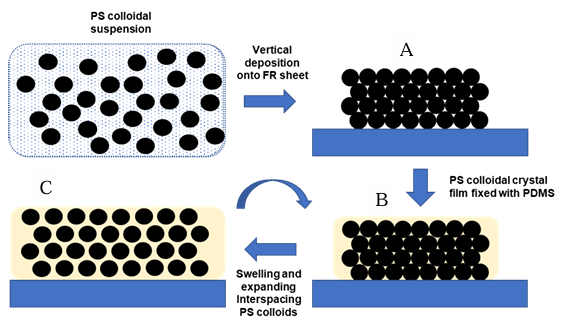 PS colloidal
suspension
Vertical
deposition
onto FR sheet
A
PS colloidal crystal
film fixed with PDMS
B
C
Swelling and
expanding
Interspacing
PS colloids